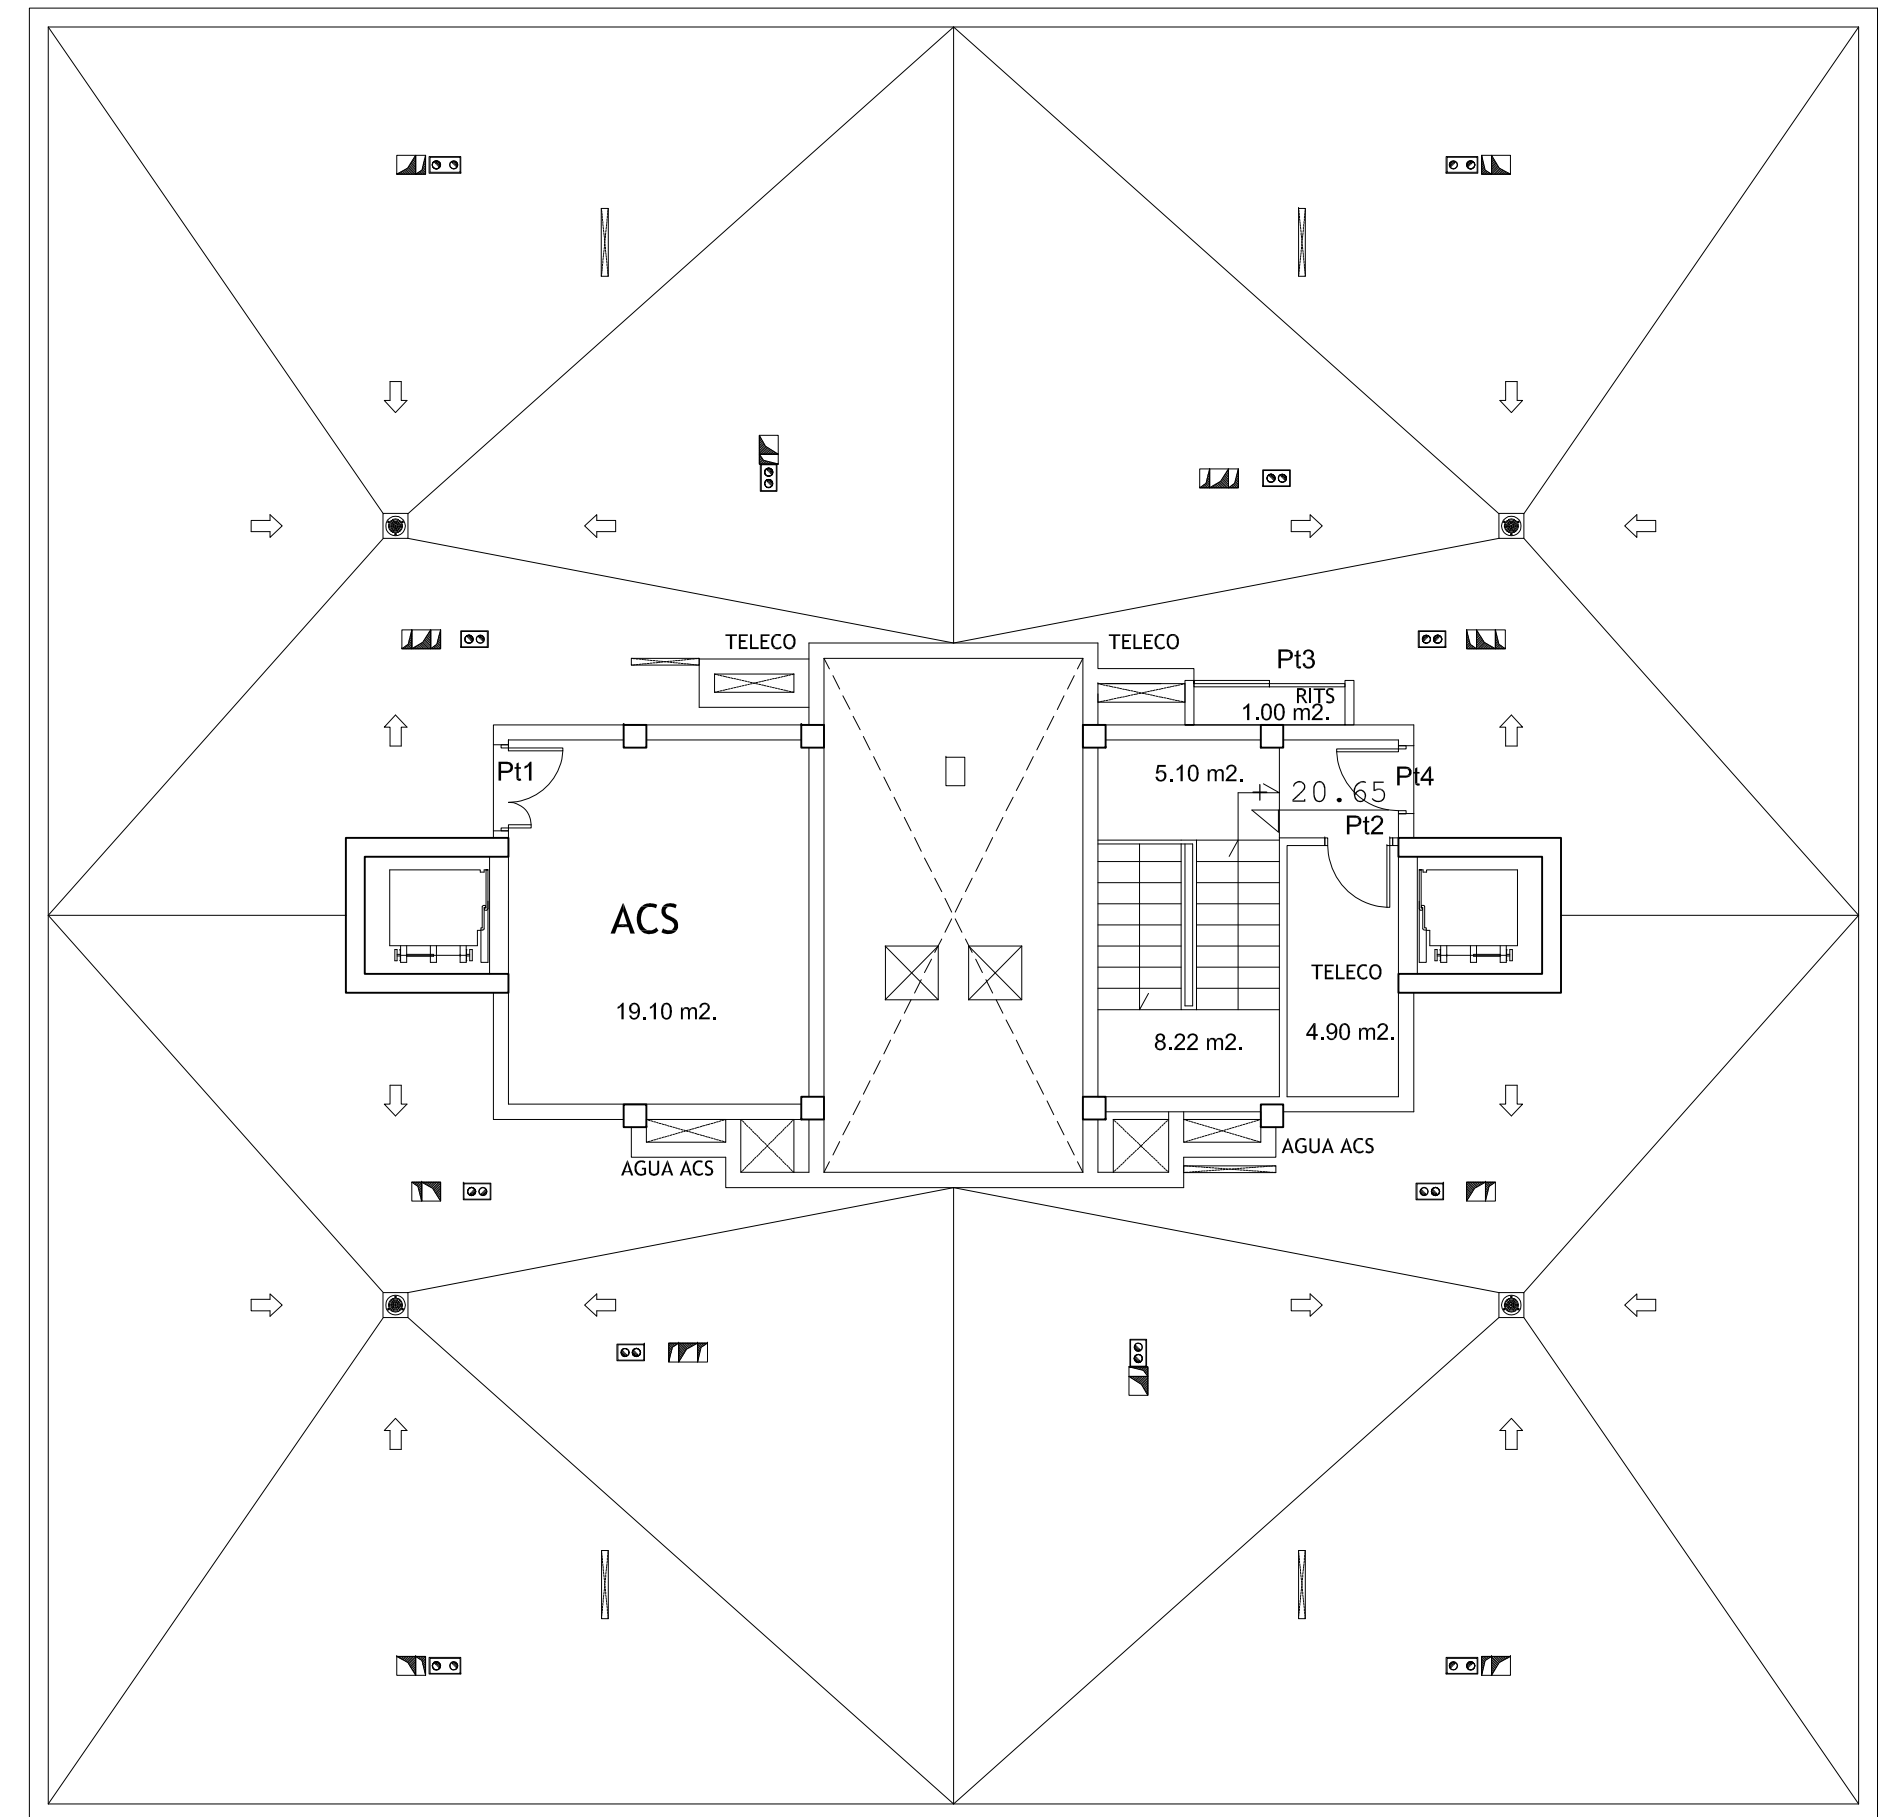 TELECO
TELECO
Pt3
RITS
1.00 m2.
Pt1
5.10 m2.
Pt4
+ 20.65
Pt2
ACS
TELECO
19.10 m2.
8.22 m2.
4.90 m2.
AGUA ACS
AGUA ACS